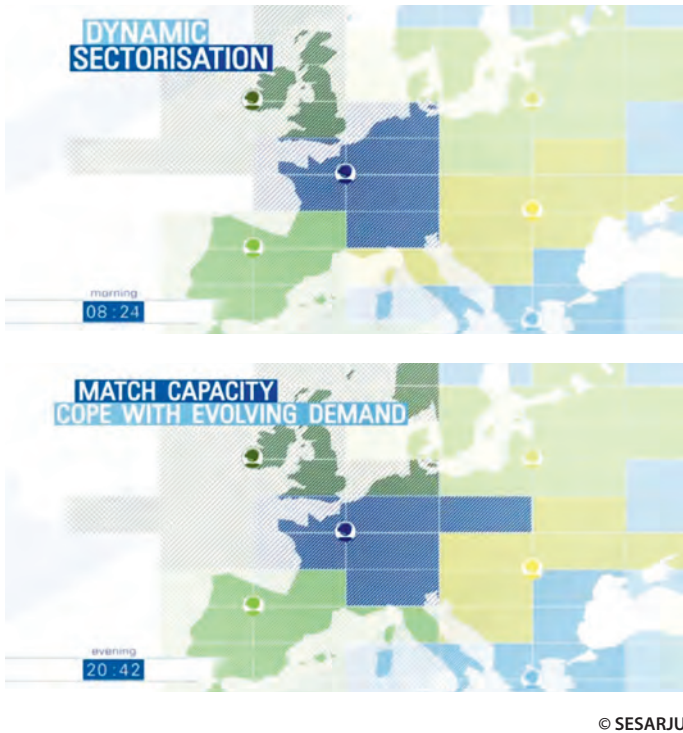 DYNAMIC
SECTORISATION
morning
08:24
MATCH CAPACITY
COPE WITH EVOLVING DEMAND
evening
20:42
© SESARJU